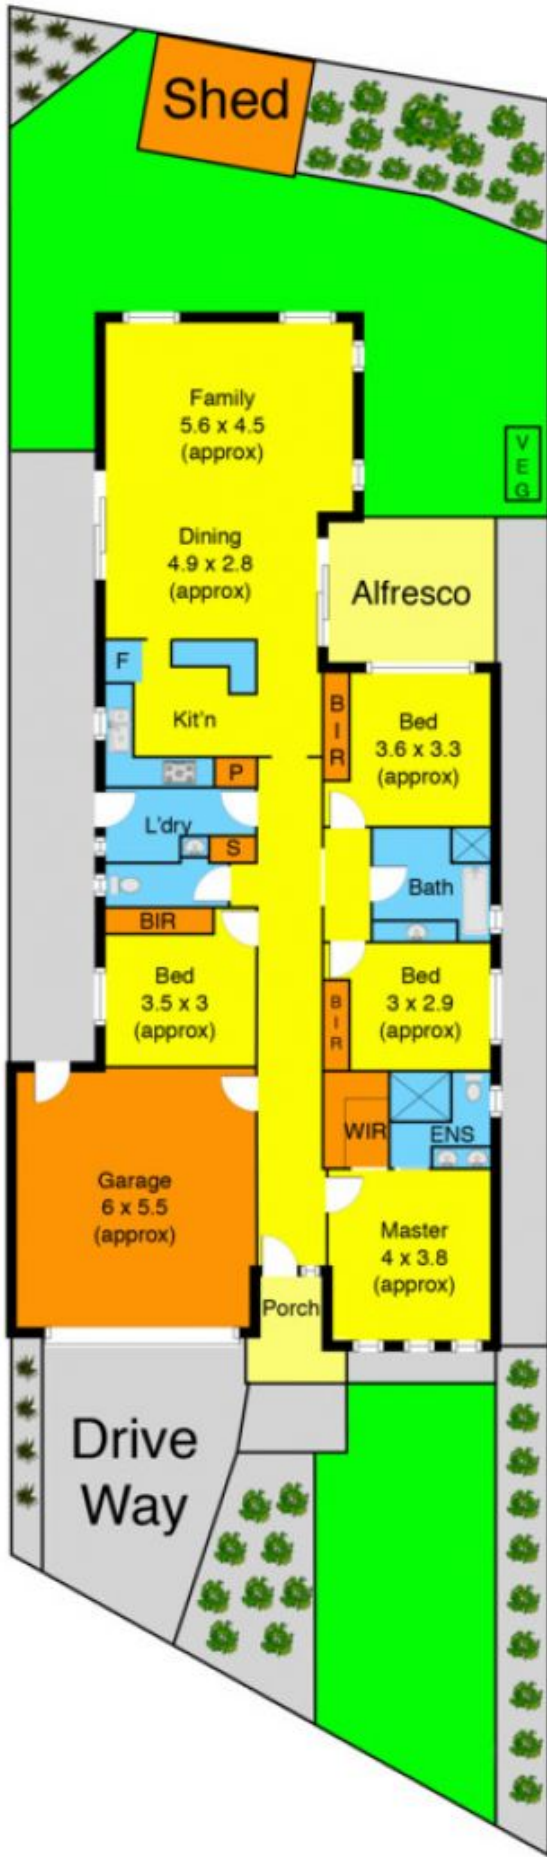 Shed
Family
5.6 x 4.5
(approx)
V
E
G
Dining
4.9 x 2.8
(approx)
Alfresco
F
Kit'n
B
I
R
Bed
3.6 x 3.3
(approx)
P
L'dry
S
Bath
BIR
Bed
3.5 x 3
(approx)
B
I
R
Bed
3 x 2.9
(approx)
WIR
ENS
Garage
6 x 5.5
(approx)
Master
4 x 3.8
(approx)
Porch
Drive
Way